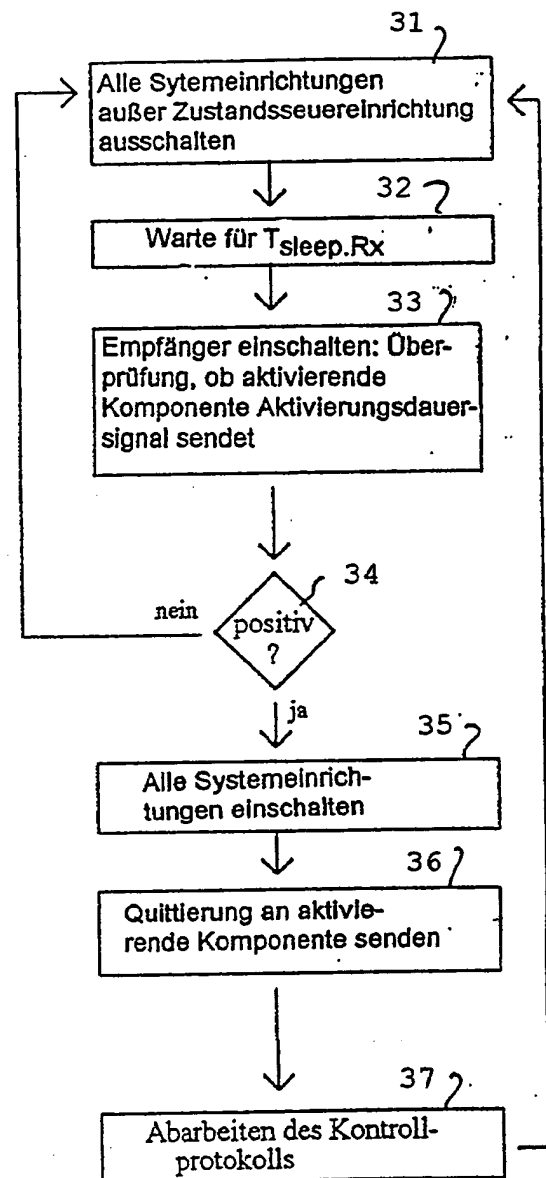 31
Alle Sytemeinrichtungen
außer Zustandsseuereinrichtung
ausschalten
32
Warte für Tsleep.Rx
33
Empfänger einschalten: Über-
prüfung, ob aktivierende
Komponente Aktivierungsdauer-
signal sendet
34
nein
positiv
?
ja
35
Alle Systemeinrich-
tungen einschalten
36
Quittierung an aktivie-
rende Komponente senden
37
Abarbeiten des Kontroll-
protokolls